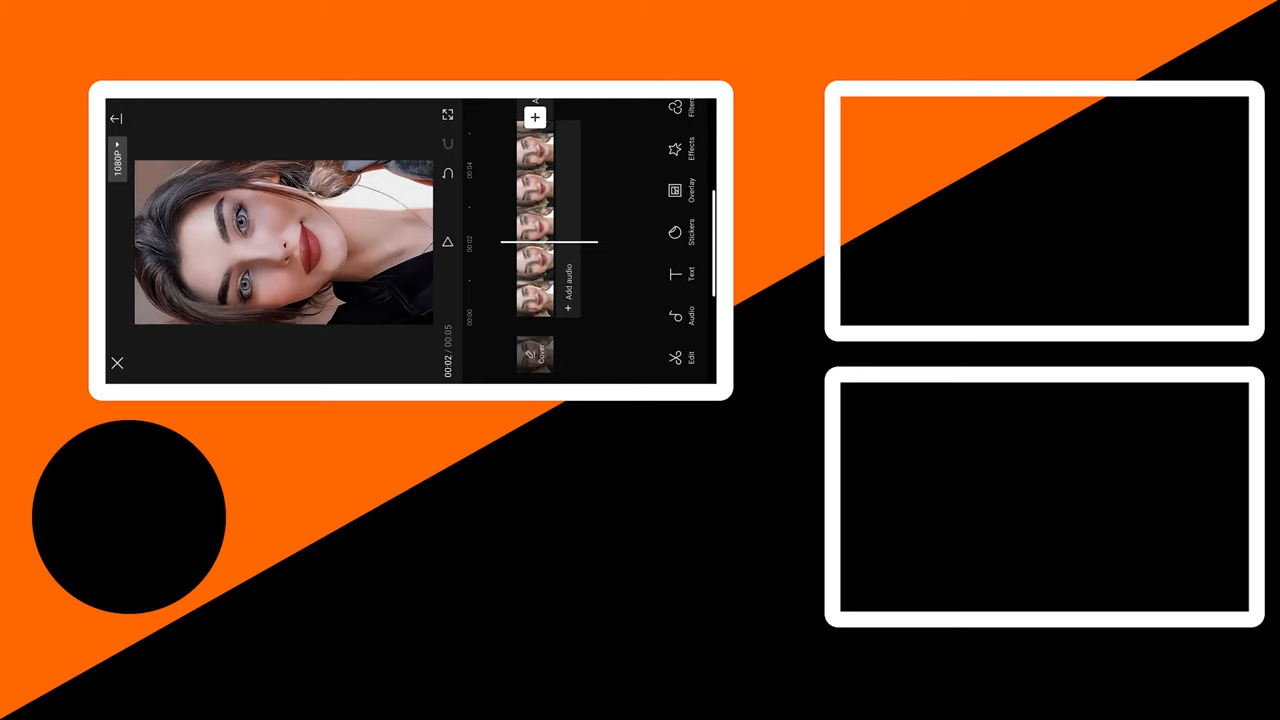 1080P
00:02 / 00:05
00:00
00:02
00:04
Cover
+ Add audio
Edit
Audio
Text
Stickers
Overlay
Effects
Filters